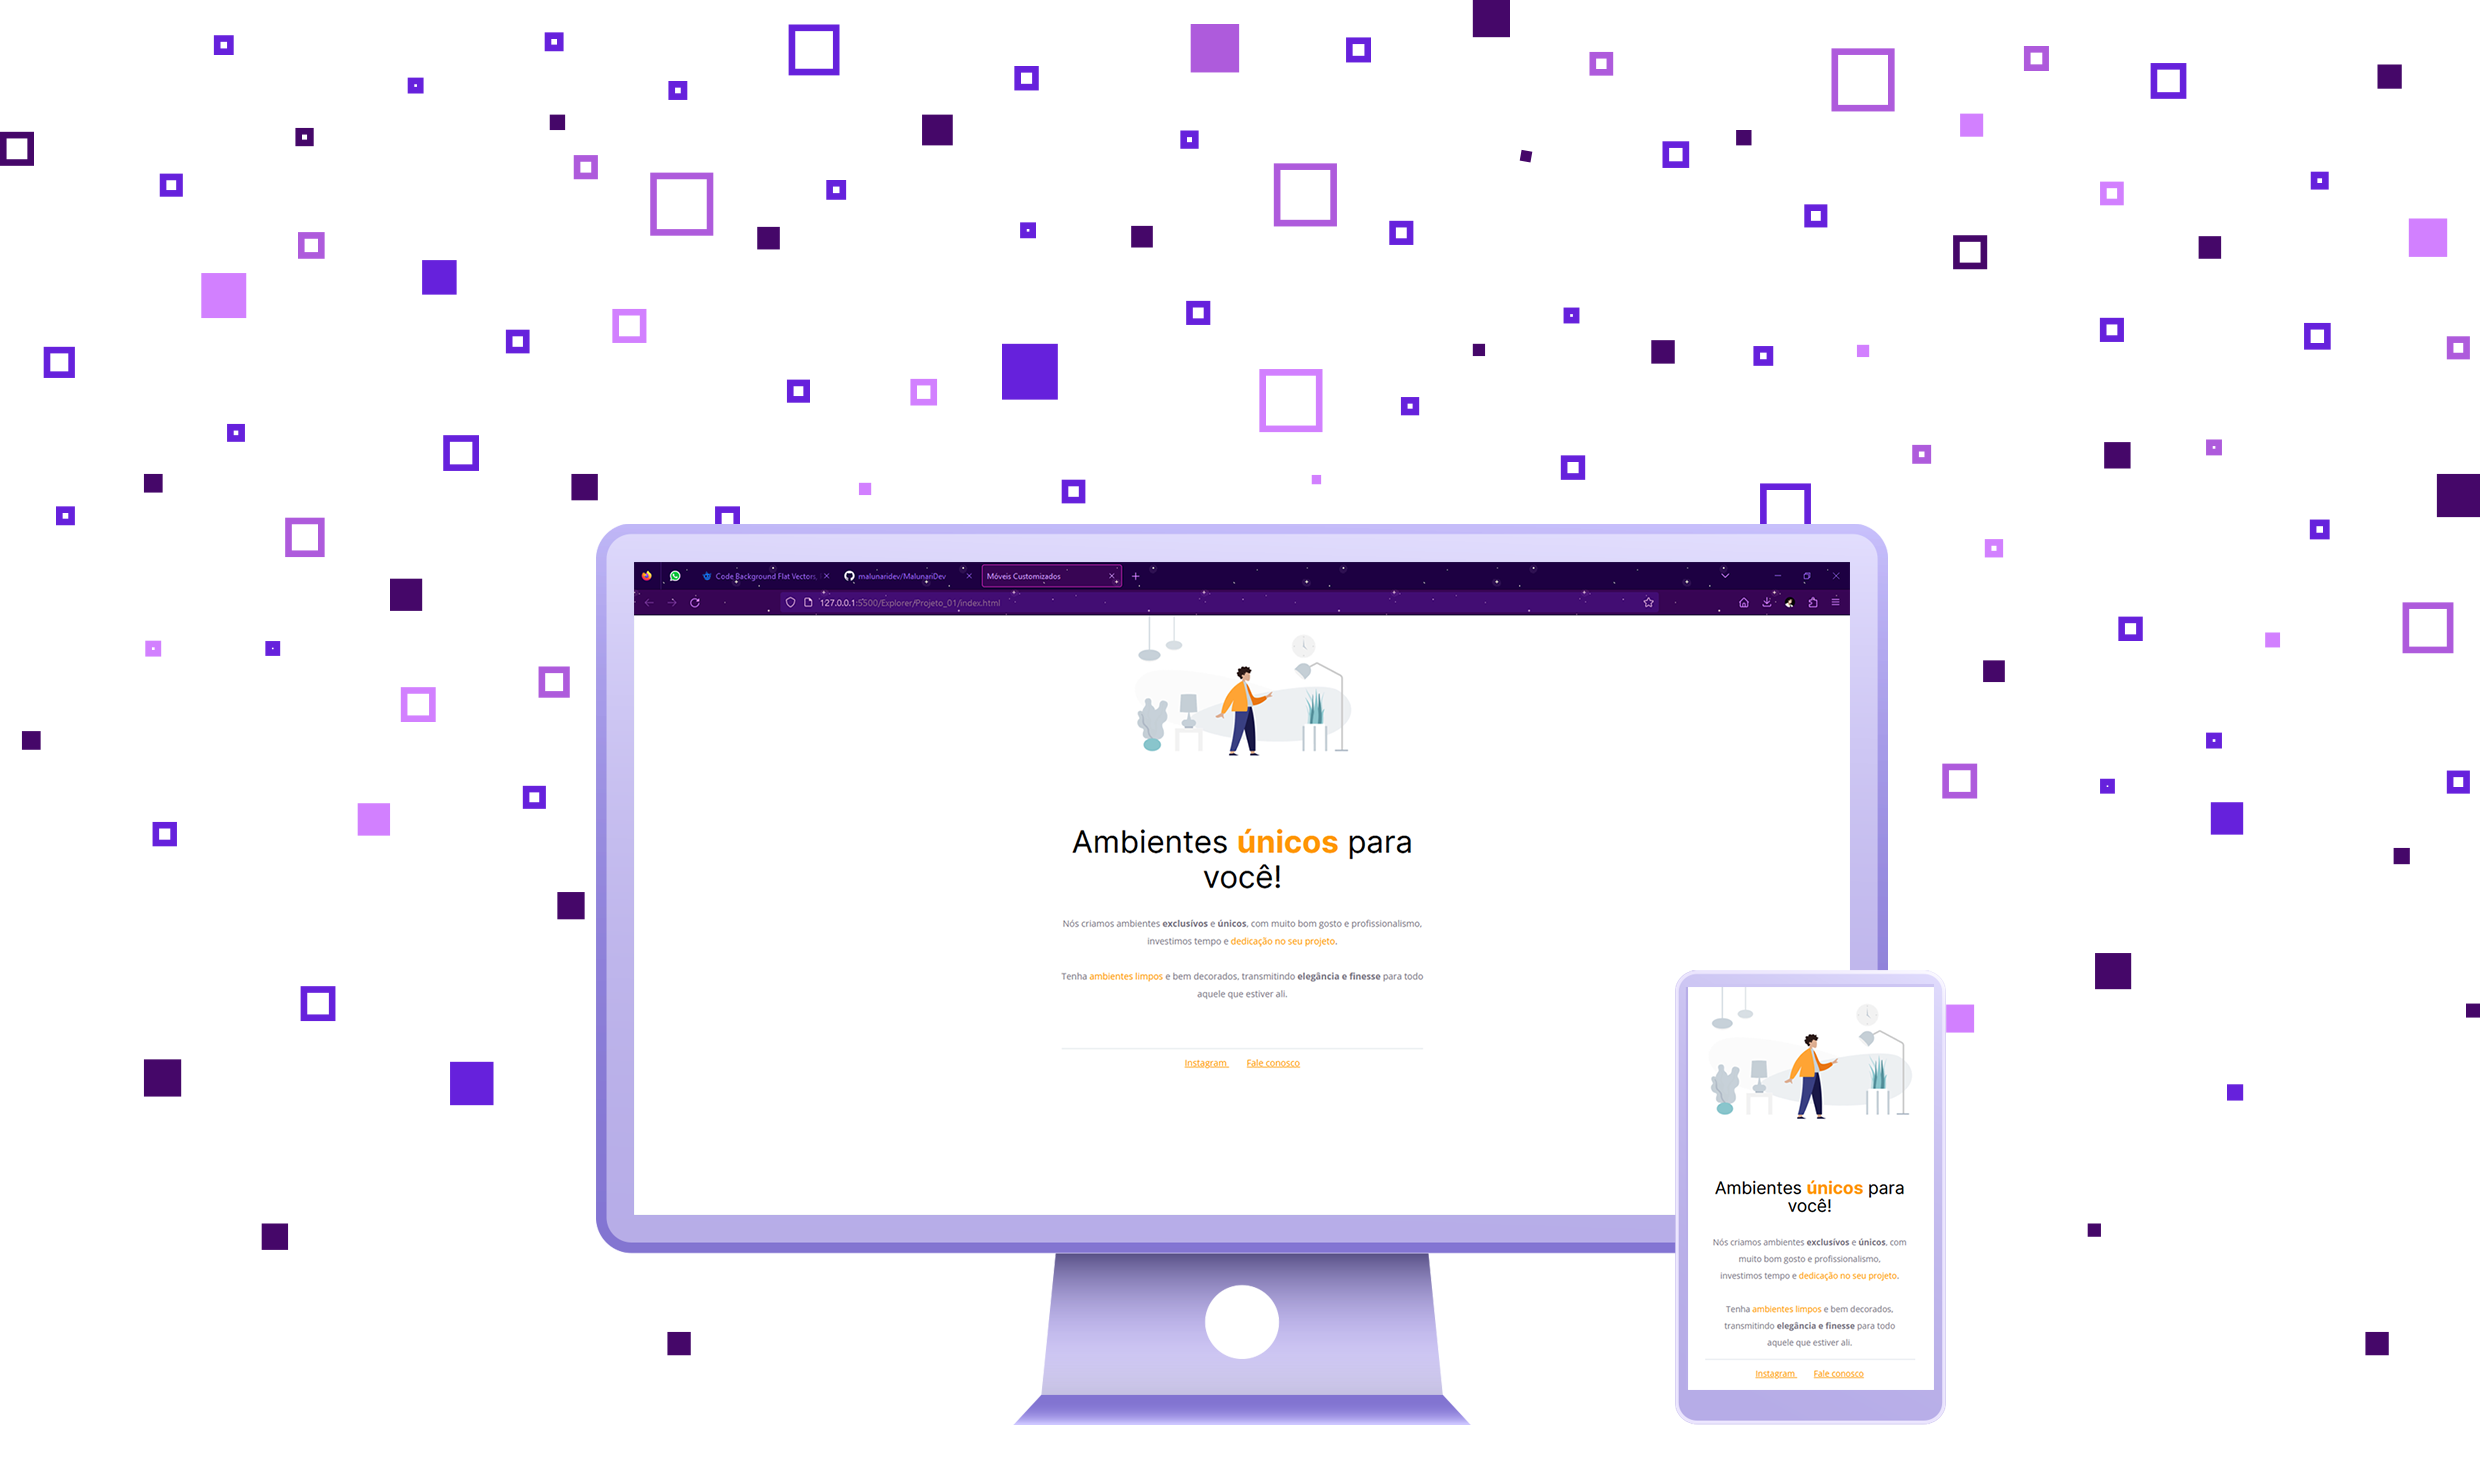 Code Background Flat Vectors,
malunaridev/MalunariDev
Móveis Customizados
127.0.0.1:5500/Explorer/Projeto_01/index.html
Ambientes únicos para
você!
Nós criamos ambientes exclusívos e únicos, com muito bom gosto e profissionalismo,
investimos tempo e dedicação no seu projeto.
Tenha ambientes limpos e bem decorados, transmitindo elegância e finesse para todo
aquele que estiver ali.
Instagram Fale conosco
Ambientes únicos para
você!
Nós criamos ambientes exclusívos e únicos, com
muito bom gosto e profissionalismo,
investimos tempo e dedicação no seu projeto.
Tenha ambientes limpos e bem decorados,
transmitindo elegância e finesse para todo
aquele que estiver ali.
Instagram Fale conosco